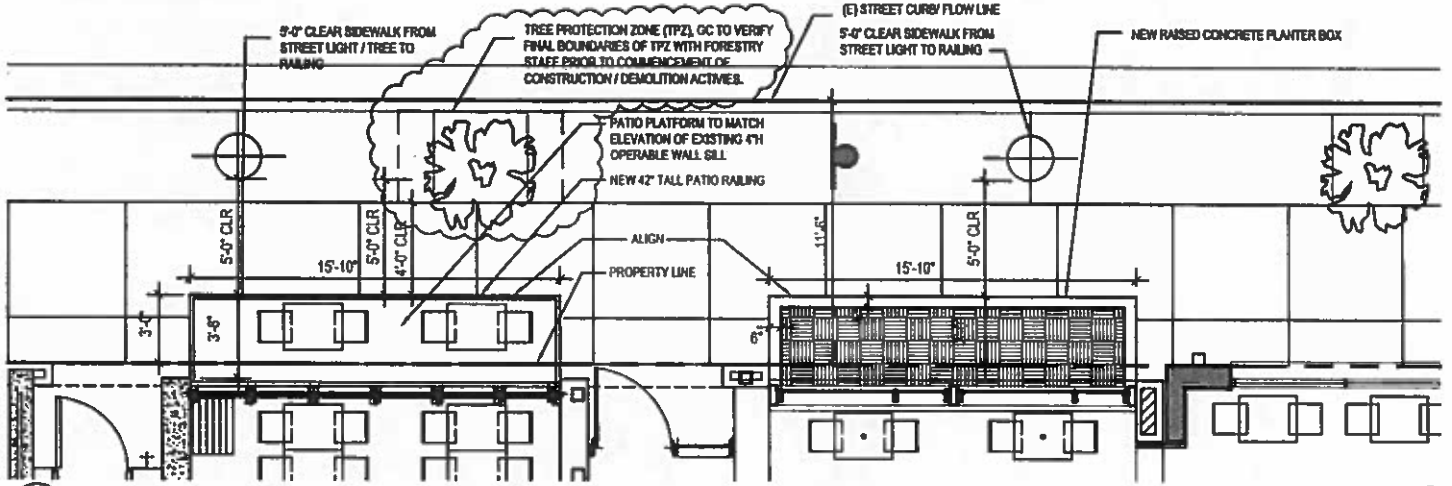 (E) STREET CURB/ FLOW LINE
5'-0" CLEAR SIDEWALK FROM
STREET LIGHT / TREE TO
RAILING
TREE PROTECTION ZONE (TPZ), GC TO VERIFY
FINAL BOUNDARIES OF TPZ WITH FORESTRY
STAFF PRIOR TO COMMENCEMENT OF
CONSTRUCTION / DEMOLITION ACTIVIES.
5'-0" CLEAR SIDEWALK FROM
STREET LIGHT TO RAILING
NEW RAISED CONCRETE PLANTER BOX
PATIO PLATFORM TO MATCH
ELEVATION OF EXISTING 4"H
OPERABLE WALL SILL
NEW 42" TALL PATIO RAILING
ALIGN
PROPERTY LINE
5'-0" CLR
15'-10"
5'-0" CLR
4'-0" CLR
11'-6"
15'-10"
5'-0" CLR
3'-0"
3'-6"
6"